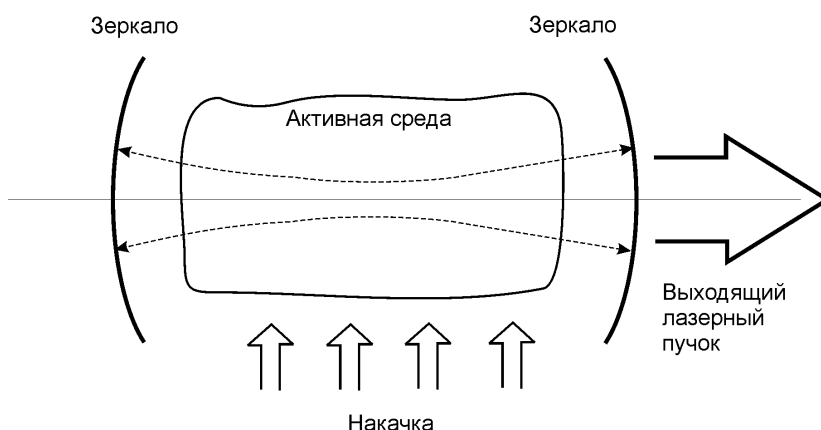 Зеркало
Зеркало
Активная среда
Выходящий
лазерный
пучок
Накачка